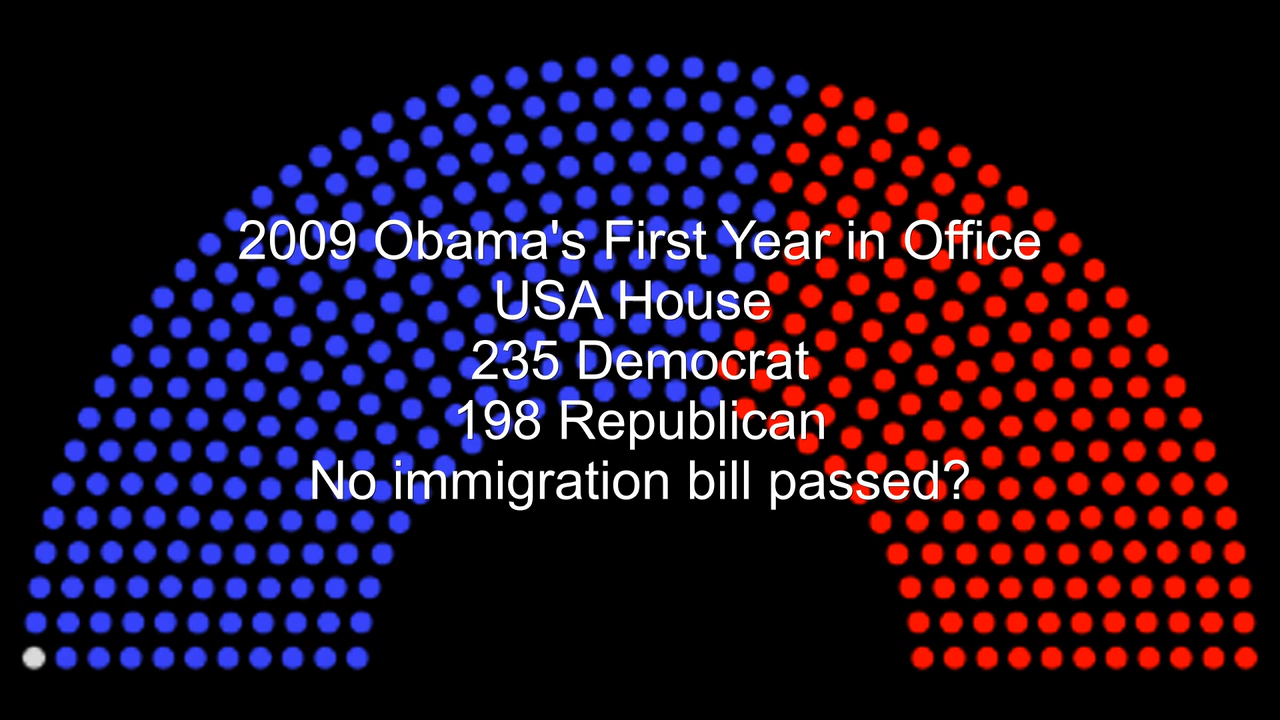 2009 Obama's First Year in Office
USA House
235 Democrat
198 Republican
No immigration bill passed?